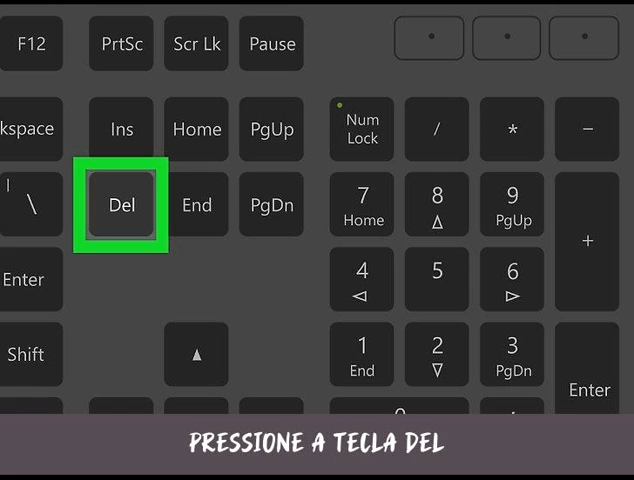 F12 PrtSc Scr Lk Pause
kspace Ins Home PgUp Num Lock / * −
| \ Del End PgDn 7 Home 8 9 PgUp +
Enter 4 5 6
Shift 1 End 2 3 PgDn Enter
PRESSIONE A TECLA DEL